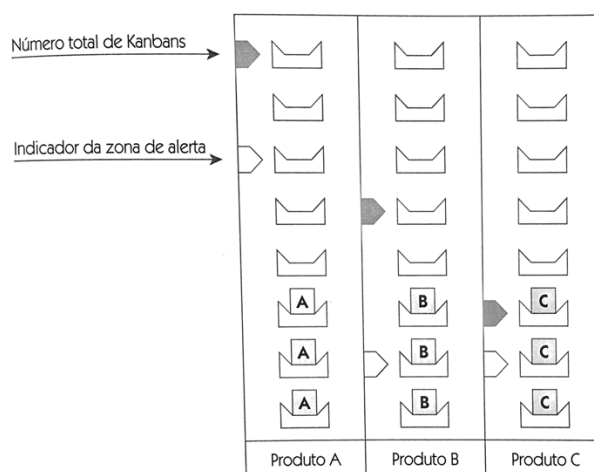 Número total de Kanbans
Indicador da zona de alerta
A B C
A B C
A B C
Produto A Produto B Produto C